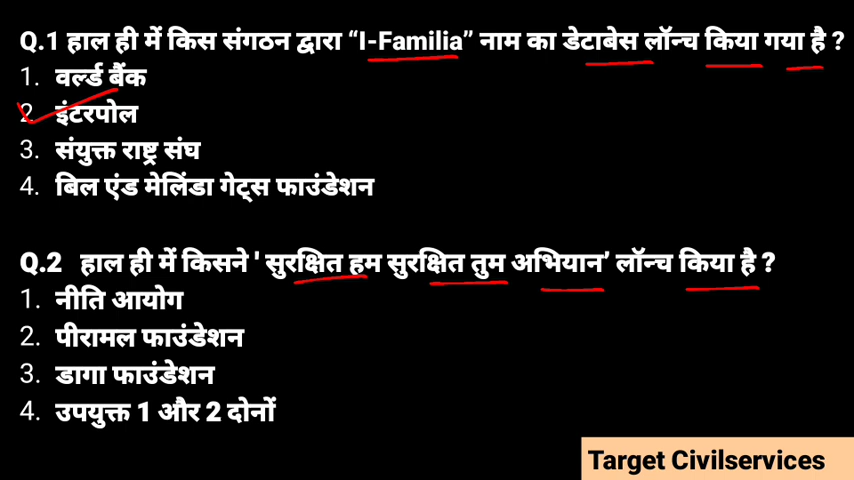 Q.1 हाल ही में किस संगठन द्वारा “I-Familia” नाम का डेटाबेस लॉन्च किया गया है ?
1. वर्ल्ड बैंक
2. इंटरपोल
3. संयुक्त राष्ट्र संघ
4. बिल एंड मेलिंडा गेट्स फाउंडेशन
Q.2 हाल ही में किसने ' सुरक्षित हम सुरक्षित तुम अभियान’ लॉन्च किया है ?
1. नीति आयोग
2. पीरामल फाउंडेशन
3. डागा फाउंडेशन
4. उपयुक्त 1 और 2 दोनों
Target Civilservices